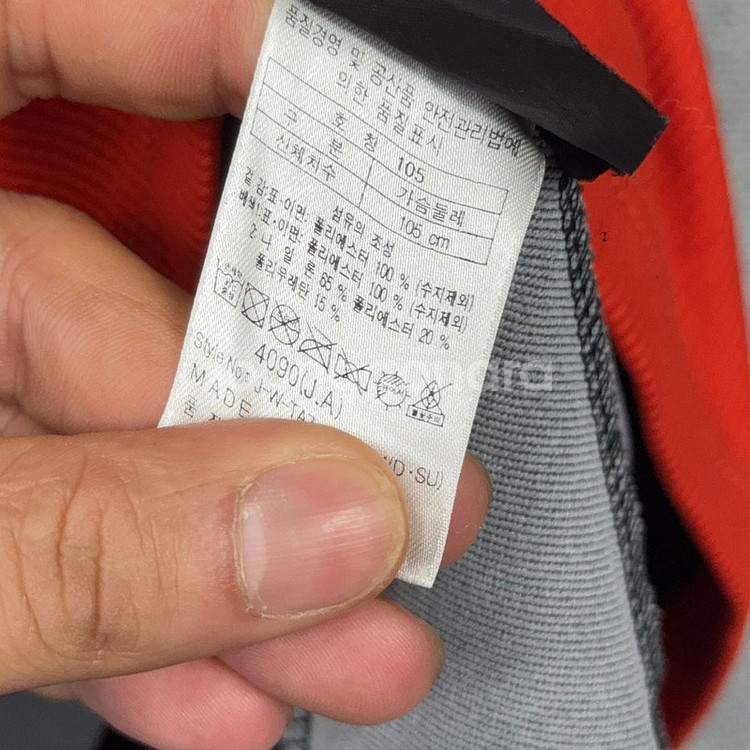 품질경영 및 공산품 안전관리법에
의한 품질표시
구 호 칭 105
분 가슴둘레
신체치수 105 cm
섬유의 조성
겉감:표·이면: 폴리에스터 100 % (수지제외)
배색:표·이면: 폴리에스터 100 % (수지제외)
나 일 론 65 % 폴리에스터 20 %
폴리우레탄 15 %
4090(J.A)
Style No: J-W-TA
MADE
D·SU)